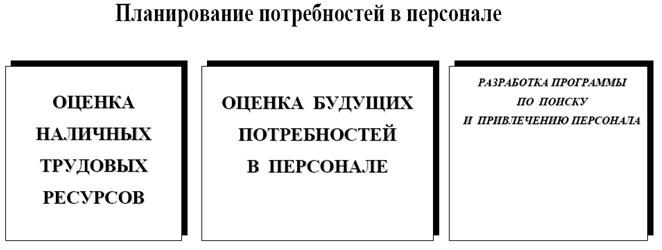 Планирование потребностей в персонале
ОЦЕНКА
НАЛИЧНЫХ
ТРУДОВЫХ
РЕСУРСОВ
ОЦЕНКА БУДУЩИХ
ПОТРЕБНОСТЕЙ
В ПЕРСОНАЛЕ
РАЗРАБОТКА ПРОГРАММЫ
ПО ПОИСКУ
И ПРИВЛЕЧЕНИЮ ПЕРСОНАЛА